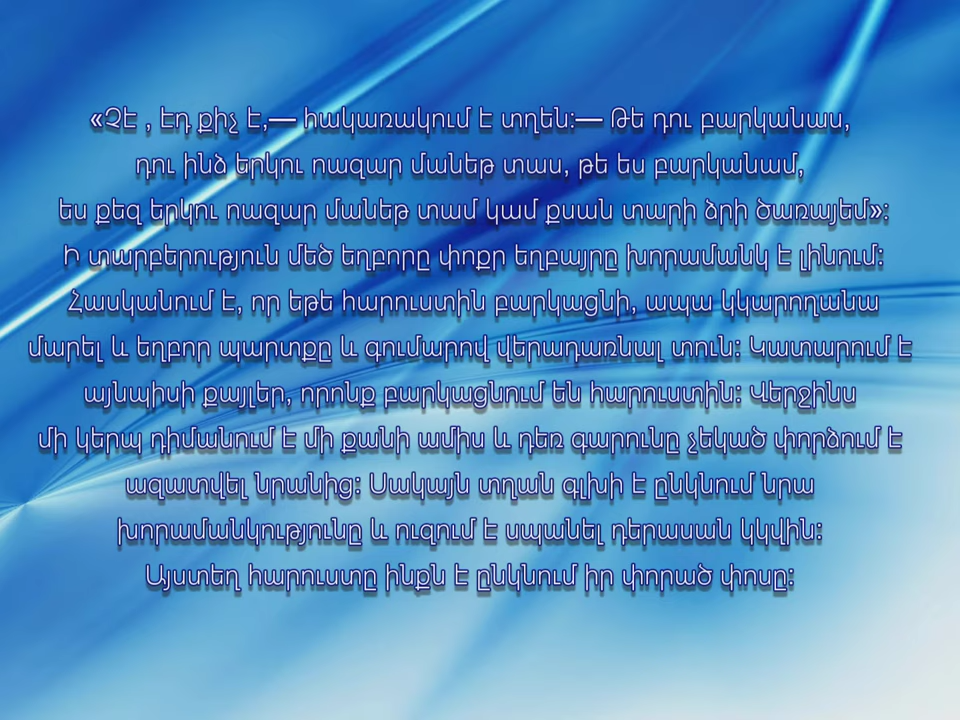 «Չէ , էդ քիչ է,— հակառակում է տղեն։— Թե դու բարկանաս,
դու ինձ երկու ոազար մանեթ տաս, թե ես բարկանամ,
ես քեզ երկու ոազար մանեթ տամ կամ քսան տարի ձրի ծառայեմ»։
Ի տարբերություն մեծ եղբորը փոքր եղբայրը խորամանկ է լինում։
Հասկանում է, որ եթե հարուստին բարկացնի, ապա կկարողանա
մարել և եղբոր պարտքը և գումարով վերադառնալ տուն։ Կատարում է
այնպիսի քայլեր, որոնք բարկացնում են հարուստին։ Վերջինս
մի կերպ դիմանում է մի քանի ամիս և դեռ գարունը չեկած փորձում է
ազատվել նրանից։ Սակայն տղան գլխի է ընկնում նրա
խորամանկությունը և ուզում է սպանել դերասան կկվին։
Այստեղ հարուստը ինքն է ընկնում իր փորած փոսը։